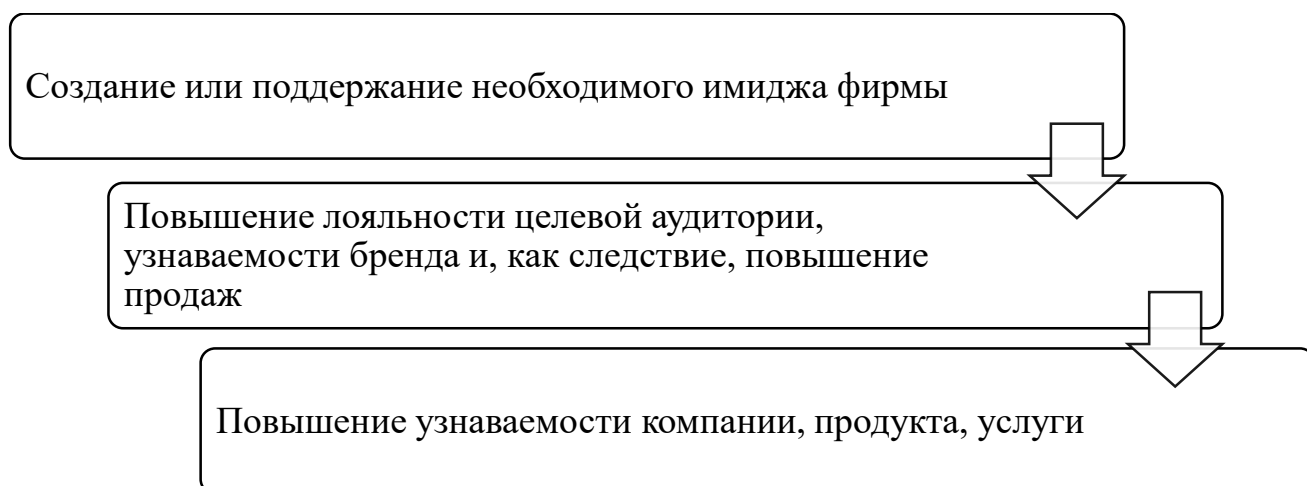 Создание или поддержание необходимого имиджа фирмы
Повышение лояльности целевой аудитории,
узнаваемости бренда и, как следствие, повышение
продаж
Повышение узнаваемости компании, продукта, услуги